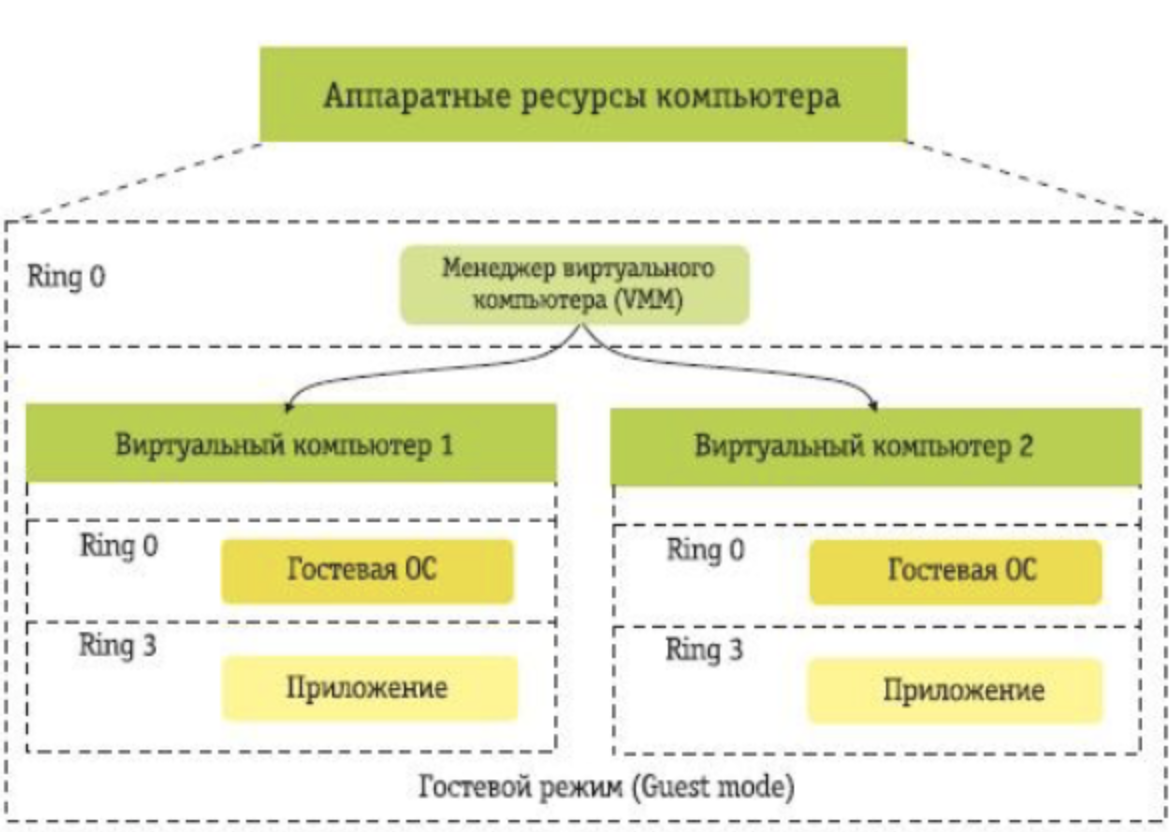 Аппаратные ресурсы компьютера
Ring 0
Менеджер виртуального
компьютера (VMM)
Виртуальный компьютер 1
Виртуальный компьютер 2
Ring 0
Гостевая ОС
Ring 0
Гостевая ОС
Ring 3
Приложение
Ring 3
Приложение
Гостевой режим (Guest mode)